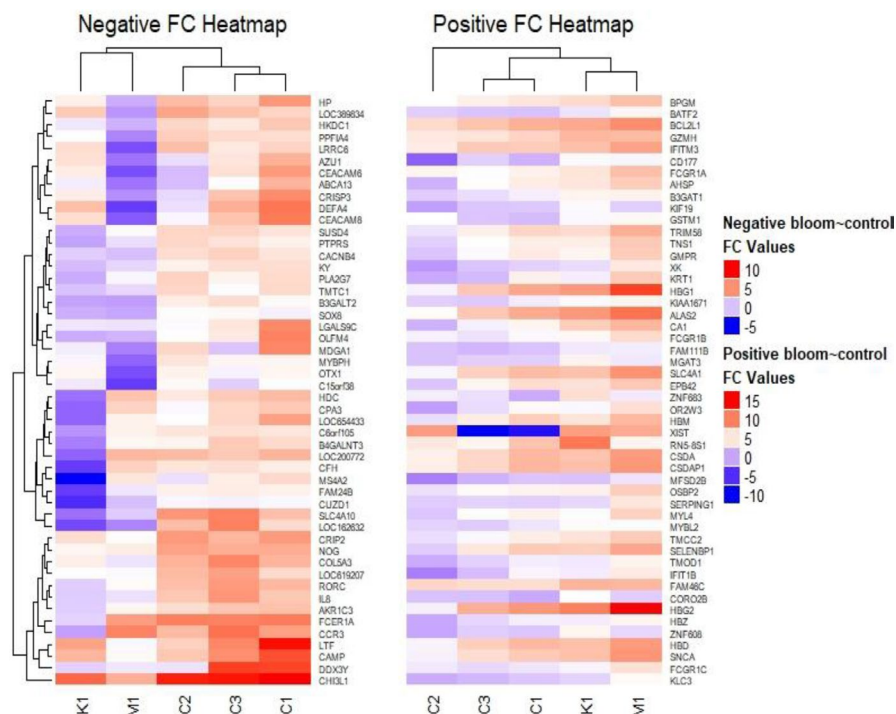 Negative FC Heatmap
HP
LOC389834
HKDC1
PPFIA4
LRRC6
AZU1
CEACAM6
ABCA13
CRISP3
DEFA4
CEACAM8
SUSD4
PTPRS
CACNB4
KY
PLA2G7
TMTC1
B3GALT2
SOX8
LGALS9C
OLFM4
MDGA1
MYBPH
OTX1
C15orf38
HDC
CPA3
LOC654433
C6orf105
B4GALNT3
LOC200772
CFH
MS4A2
FAM24B
CUZD1
SLC4A10
LOC162632
CRIP2
NOG
COL5A3
LOC619207
RORC
IL8
AKR1C3
FCER1A
CCR3
LTF
CAMP
DDX3Y
CHI3L1
K1
M1
C2
C3
C1
Positive FC Heatmap
BPGM
BATF2
BCL2L1
GZMH
IFITM3
CD177
FCGR1A
AHSP
B3GAT1
KIF19
GSTM1
TRIM58
TNS1
GMPR
XK
KRT1
HBG1
KIAA1671
ALAS2
CA1
FCGR1B
FAM111B
MGAT3
SLC4A1
EPB42
ZNF683
OR2W3
HBM
XIST
RN5-8S1
CSDA
CSDAP1
MFSD2B
OSBP2
SERPING1
MYL4
MYBL2
TMCC2
SELENBP1
TMOD1
IFIT1B
FAM46C
CORO2B
HBG2
HBZ
ZNF608
HBD
SNCA
FCGR1C
KLC3
C2
C3
C1
K1
M1
Negative bloom~control
FC Values
10
5
0
-5
Positive bloom~control
FC Values
15
10
5
0
-5
-10